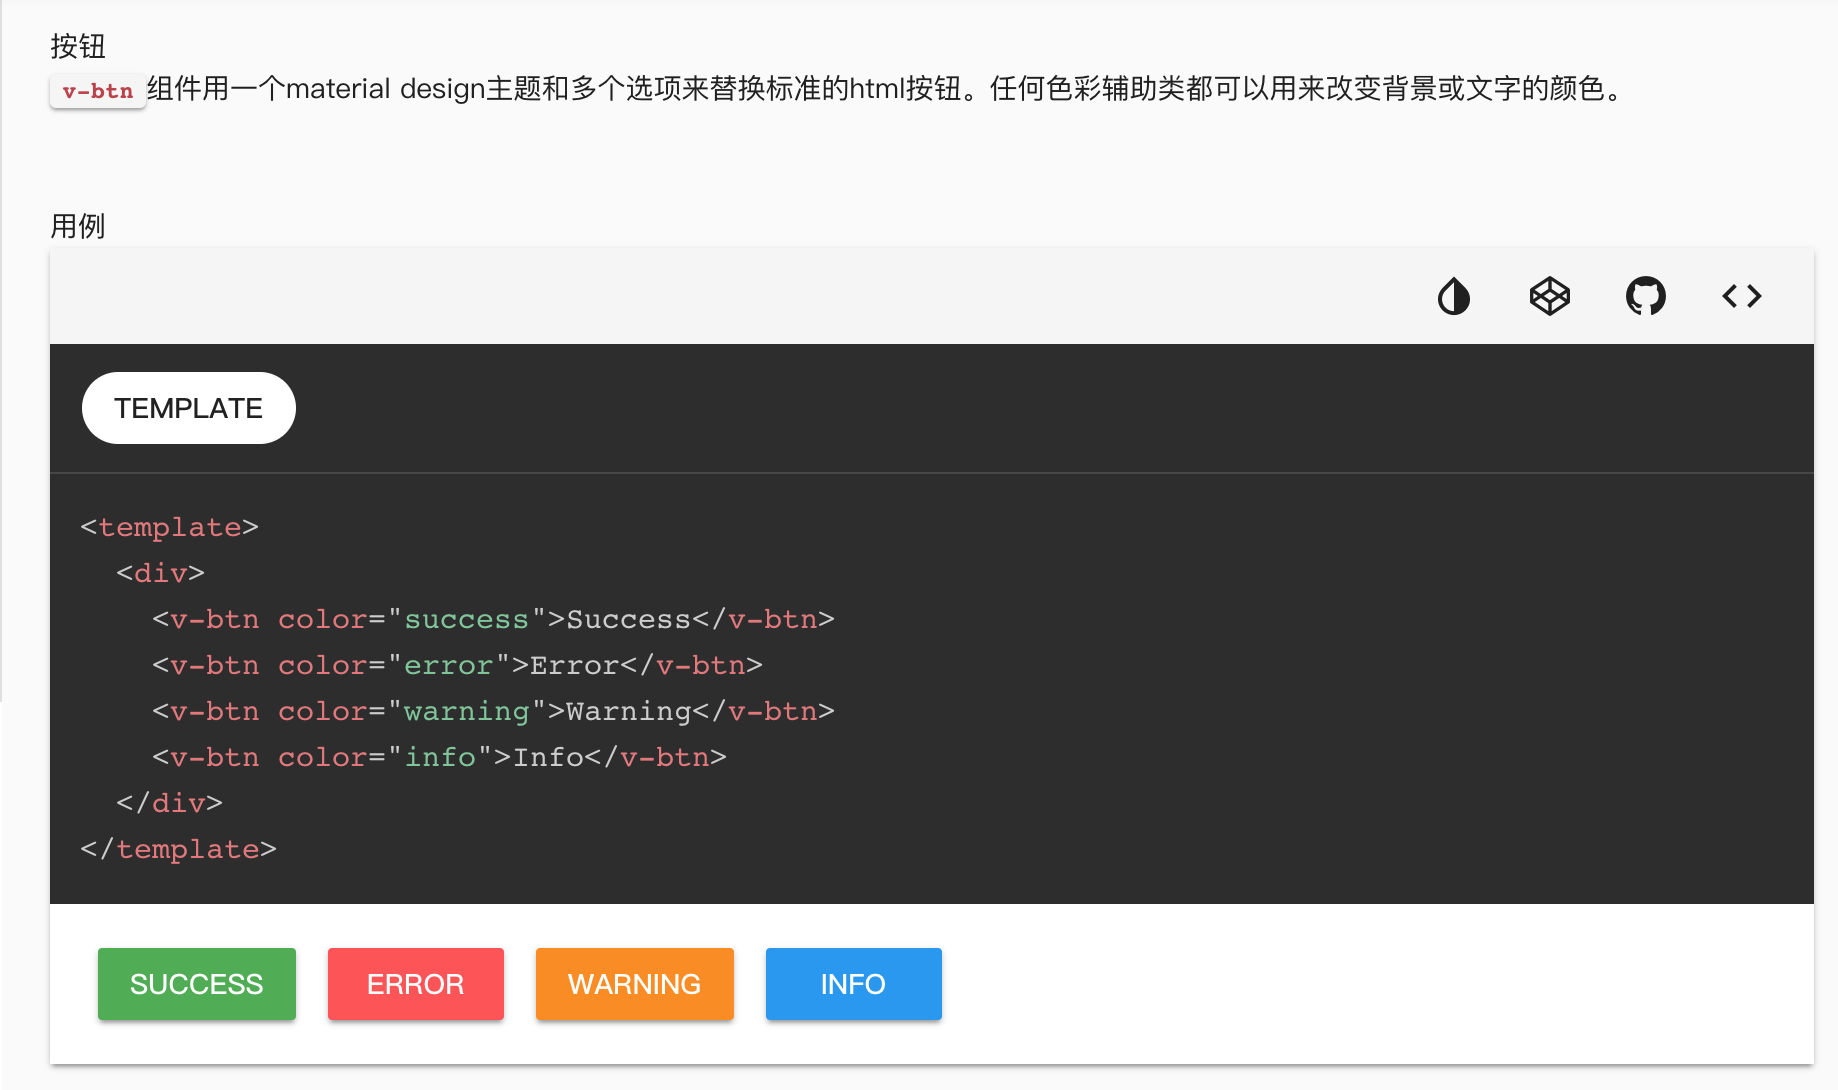 按钮
v-btn组件用一个material design主题和多个选项来替换标准的html按钮。任何色彩辅助类都可以用来改变背景或文字的颜色。
用例
TEMPLATE
<template>
  <div>
    <v-btn color="success">Success</v-btn>
    <v-btn color="error">Error</v-btn>
    <v-btn color="warning">Warning</v-btn>
    <v-btn color="info">Info</v-btn>
  </div>
</template>
SUCCESS ERROR WARNING INFO